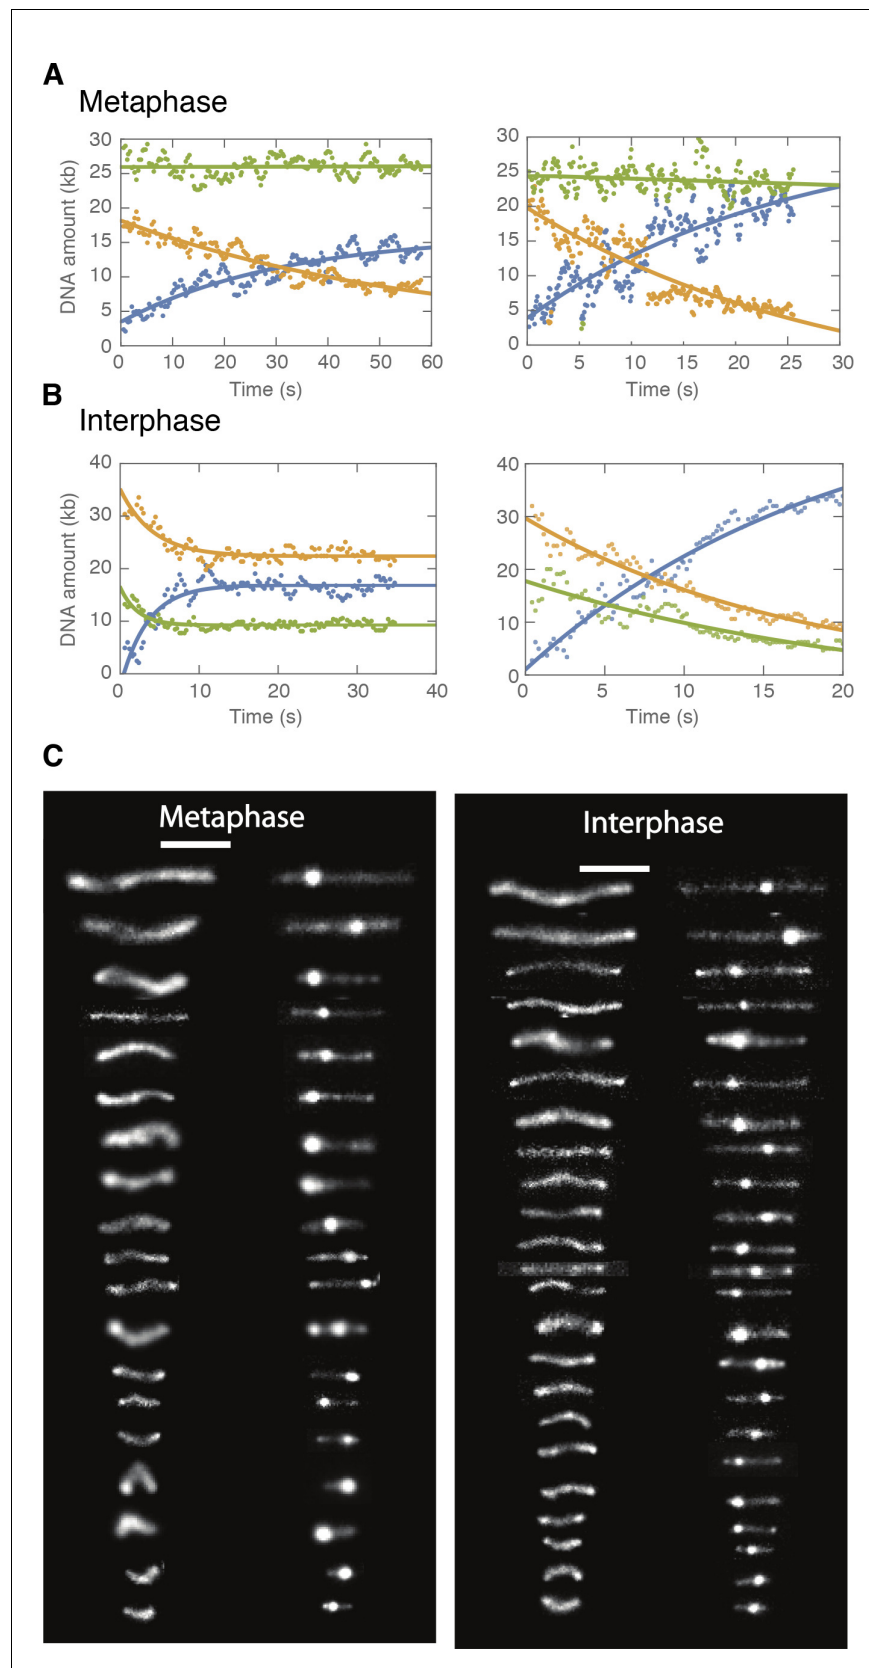 A
Metaphase
DNA amount (kb)
30
25
20
15
10
5
0
0 10 20 30 40 50 60
Time (s)
30
25
20
15
10
5
0
0 5 10 15 20 25 30
Time (s)
B
Interphase
DNA amount (kb)
40
30
20
10
0
0 10 20 30 40
Time (s)
40
30
20
10
0
0 5 10 15 20
Time (s)
C
Metaphase
Interphase